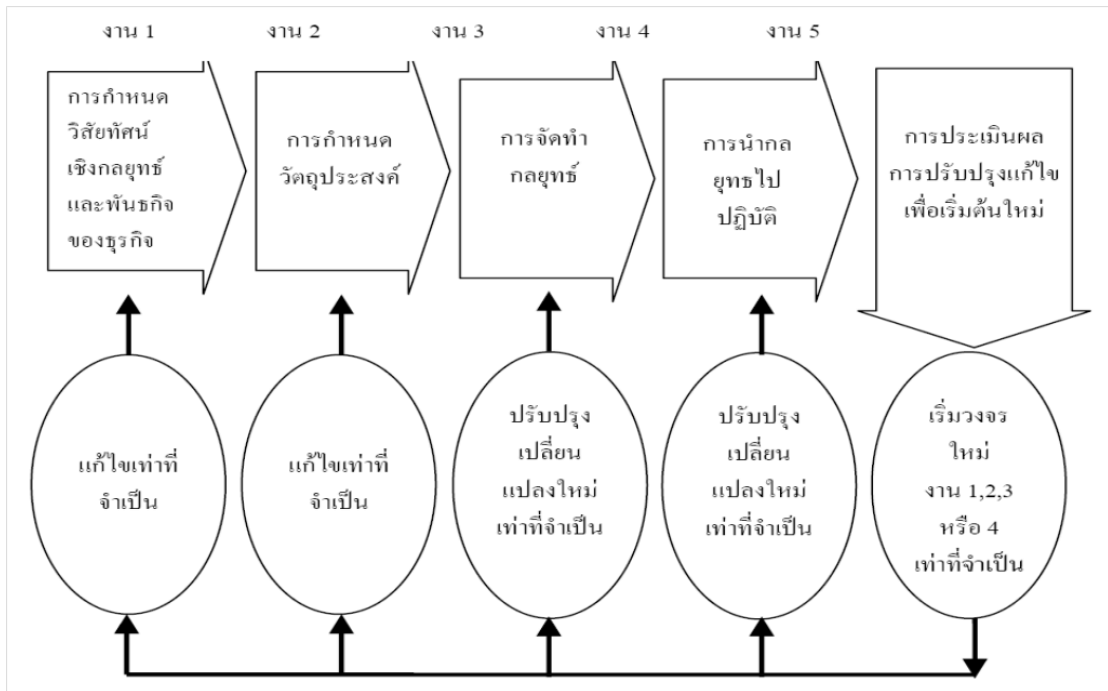 งาน 1 งาน 2 งาน 3 งาน 4 งาน 5
การกำหนด
วิสัยทัศน์
เชิงกลยุทธ์
และพันธกิจ
ของธุรกิจ
การกำหนด
วัตถุประสงค์
การจัดทำ
กลยุทธ์
การนำกล
ยุทธไป
ปฏิบัติ
การประเมินผล
การปรับปรุงแก้ไข
เพื่อเริ่มต้นใหม่
แก้ไขเท่าที่
จำเป็น
แก้ไขเท่าที่
จำเป็น
ปรับปรุง
เปลี่ยน
แปลงใหม่
เท่าที่จำเป็น
ปรับปรุง
เปลี่ยน
แปลงใหม่
เท่าที่จำเป็น
เริ่มวงจร
ใหม่
งาน 1,2,3
หรือ 4
เท่าที่จำเป็น